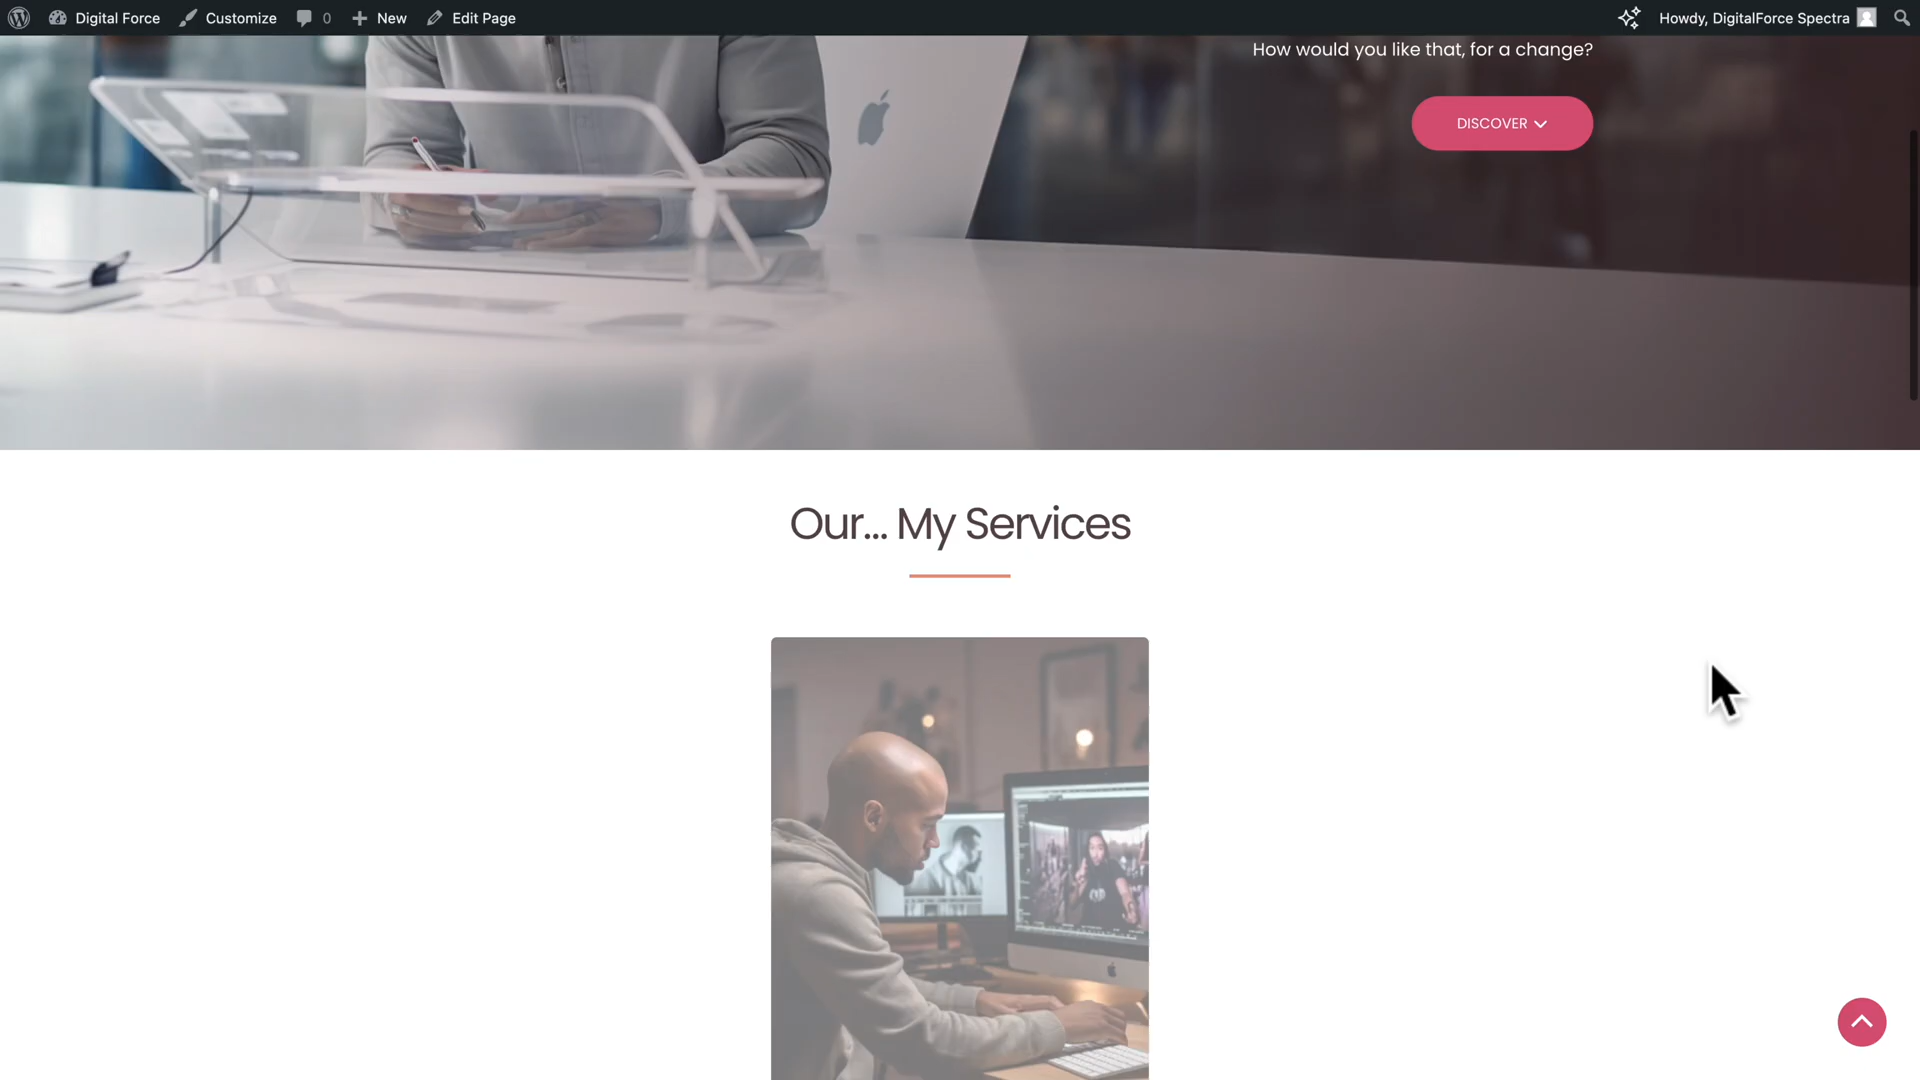 Digital Force
Customize
0
New
Edit Page
Howdy, DigitalForce Spectra
How would you like that, for a change?
DISCOVER
Our... My Services